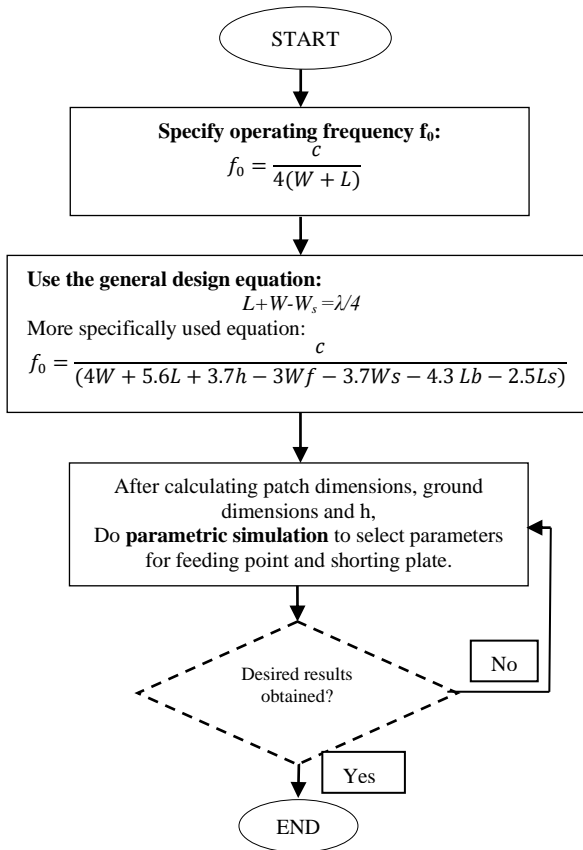 START
Specify operating frequency f₀:
f₀ = c / 4(W + L)
Use the general design equation:
L+W-Wₛ =λ/4
More specifically used equation:
f₀ = c / (4W + 5.6L + 3.7h − 3Wf − 3.7Ws − 4.3 Lb − 2.5Ls)
After calculating patch dimensions, ground
dimensions and h,
Do parametric simulation to select parameters
for feeding point and shorting plate.
Desired results
obtained?
No
Yes
END